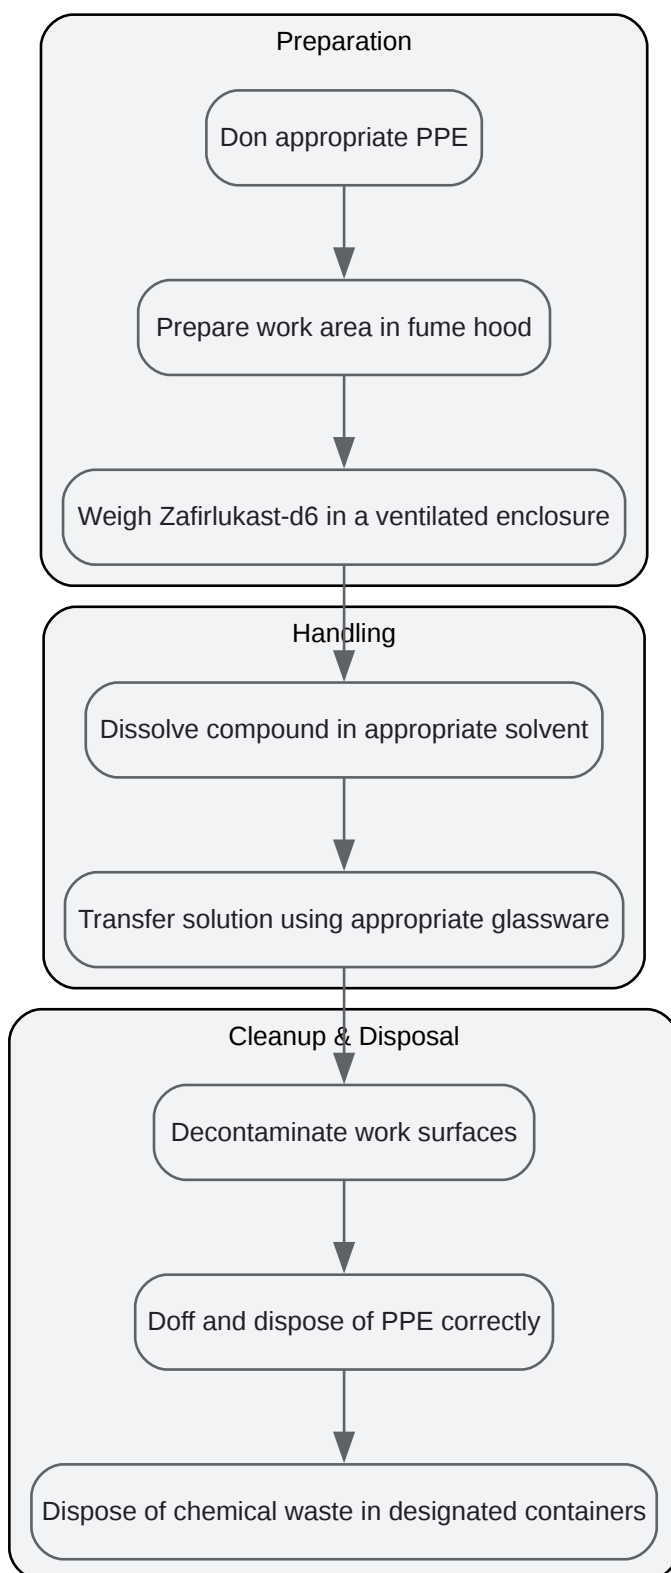 Preparation
Don appropriate PPE
Prepare work area in fume hood
Weigh Zafirlukast-d6 in a ventilated enclosure
Handling
Dissolve compound in appropriate solvent
Transfer solution using appropriate glassware
Cleanup & Disposal
Decontaminate work surfaces
Doff and dispose of PPE correctly
Dispose of chemical waste in designated containers